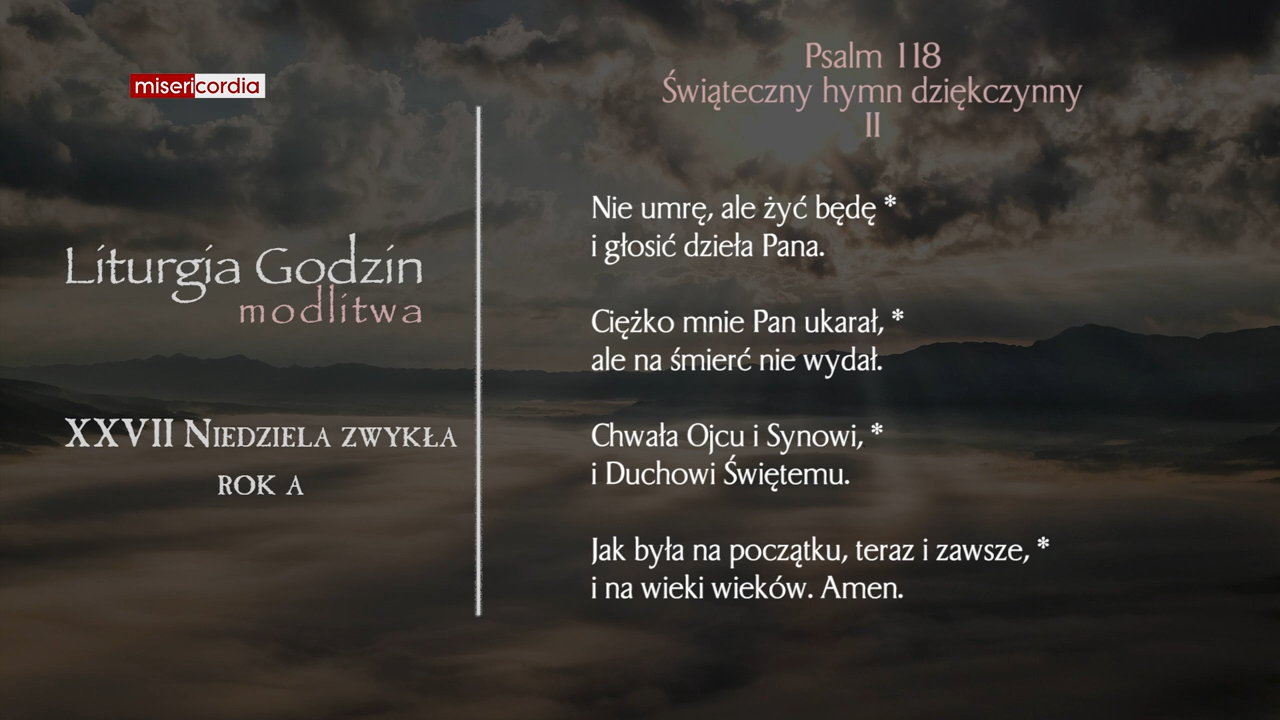 misericordia
Liturgia Godzin
modlitwa
XXVII Niedziela zwykła
rok A
Psalm 118
Świąteczny hymn dziękczynny
II
Nie umrę, ale żyć będę *
i głosić dzieła Pana.
Ciężko mnie Pan ukarał, *
ale na śmierć nie wydał.
Chwała Ojcu i Synowi, *
i Duchowi Świętemu.
Jak była na początku, teraz i zawsze, *
i na wieki wieków. Amen.